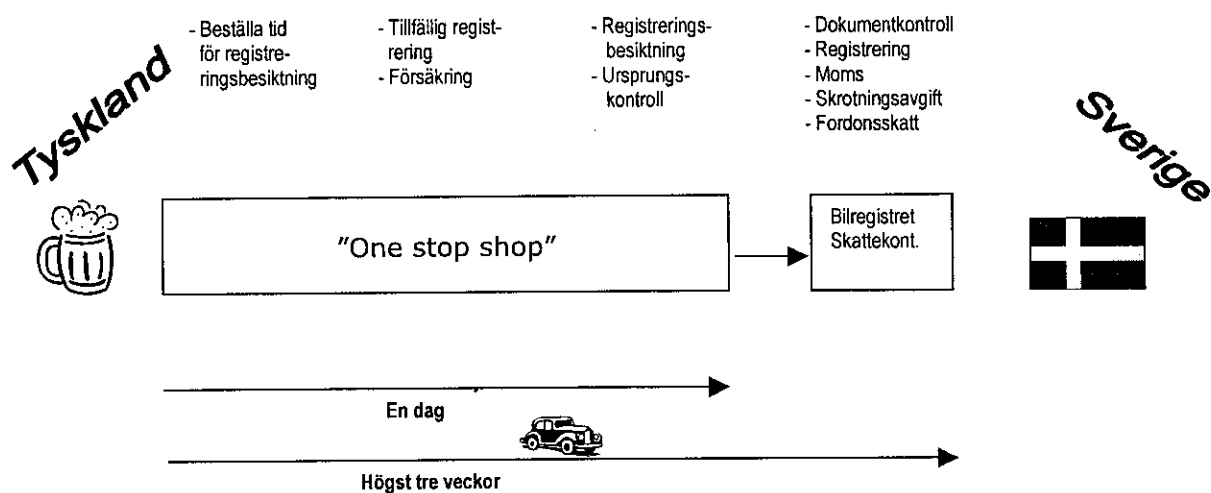 Tyskland
- Beställa tid
för registre-
ringsbesiktning
- Tillfällig regist-
rering
- Försäkring
- Registrerings-
besiktning
- Ursprungs-
kontroll
- Dokumentkontroll
- Registrering
- Moms
- Skrotningsavgift
- Fordonsskatt
Sverige
"One stop shop"
Bilregistret
Skattekont.
En dag
Högst tre veckor